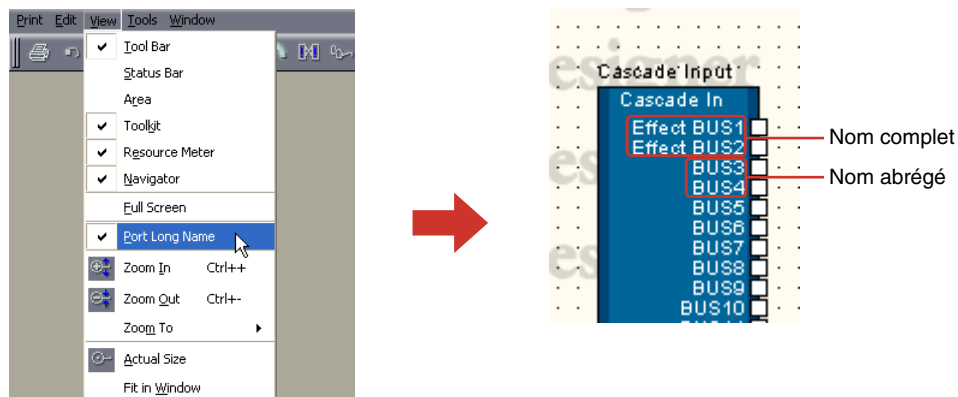 Print Edit View Tools Window
Tool Bar
Status Bar
Area
Toolkit
Resource Meter
Navigator
Full Screen
Port Long Name
Zoom In Ctrl++
Zoom Out Ctrl+-
Zoom To
Actual Size
Fit in Window
esigner
Cascade Input
Cascade In
Effect BUS1
Effect BUS2
BUS3
BUS4
BUS5
BUS6
BUS7
BUS8
BUS9
BUS10
Nom complet
Nom abrégé